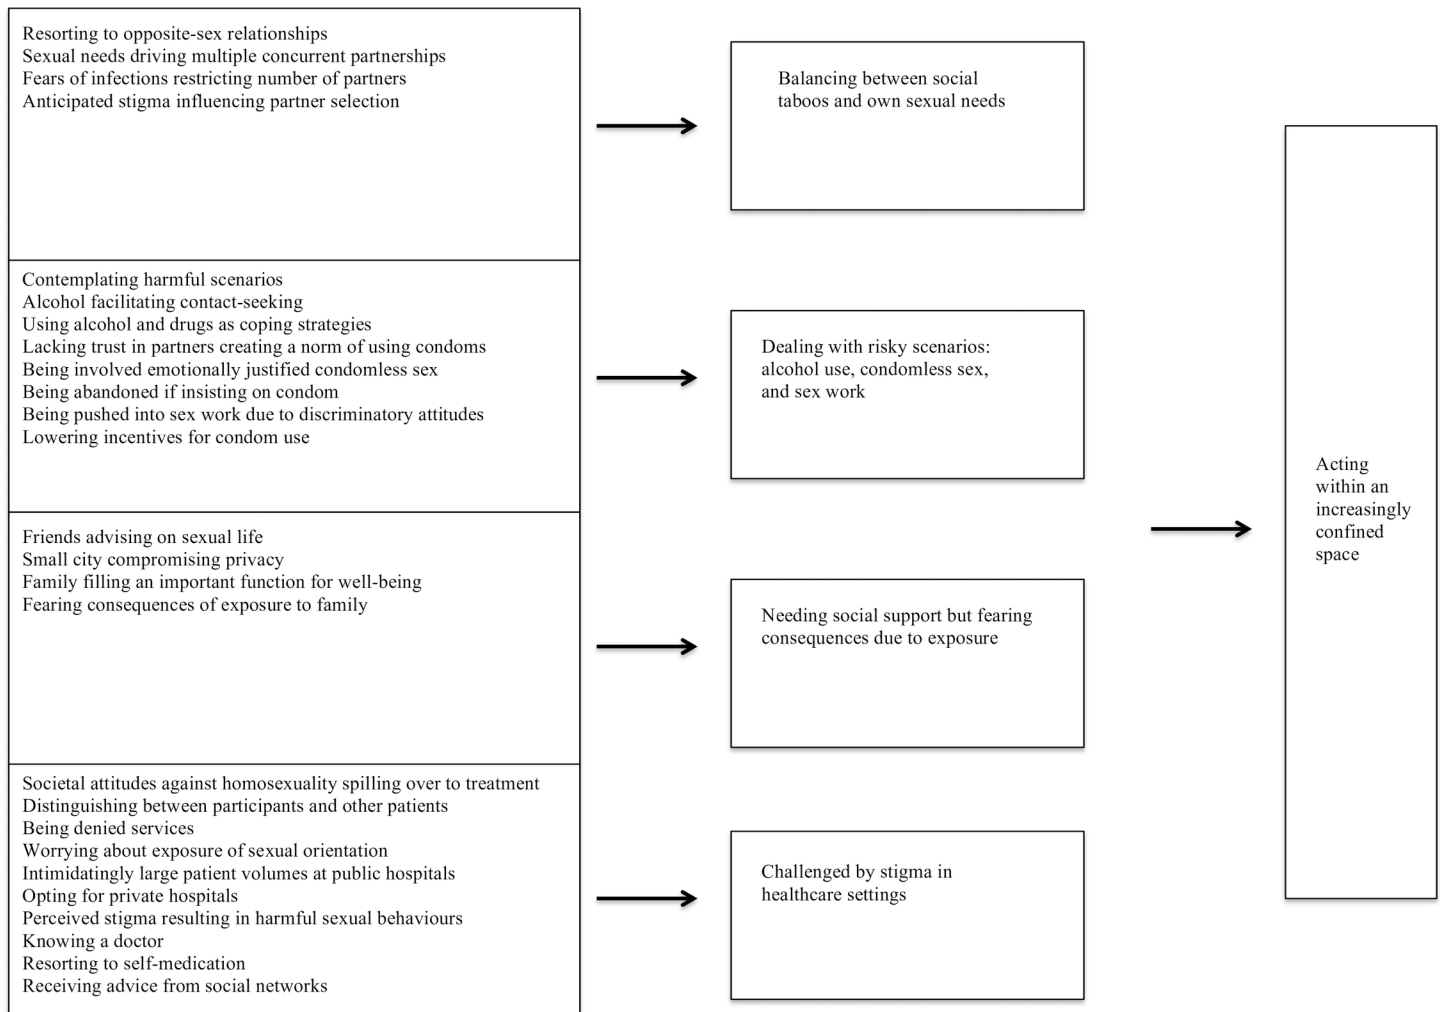 Resorting to opposite-sex relationships
Sexual needs driving multiple concurrent partnerships
Fears of infections restricting number of partners
Anticipated stigma influencing partner selection
Balancing between social
taboos and own sexual needs
Contemplating harmful scenarios
Alcohol facilitating contact-seeking
Using alcohol and drugs as coping strategies
Lacking trust in partners creating a norm of using condoms
Being involved emotionally justified condomless sex
Being abandoned if insisting on condom
Being pushed into sex work due to discriminatory attitudes
Lowering incentives for condom use
Dealing with risky scenarios:
alcohol use, condomless sex,
and sex work
Friends advising on sexual life
Small city compromising privacy
Family filling an important function for well-being
Fearing consequences of exposure to family
Needing social support but fearing
consequences due to exposure
Societal attitudes against homosexuality spilling over to treatment
Distinguishing between participants and other patients
Being denied services
Worrying about exposure of sexual orientation
Intimidatingly large patient volumes at public hospitals
Opting for private hospitals
Perceived stigma resulting in harmful sexual behaviours
Knowing a doctor
Resorting to self-medication
Receiving advice from social networks
Challenged by stigma in
healthcare settings
Acting
within an
increasingly
confined
space